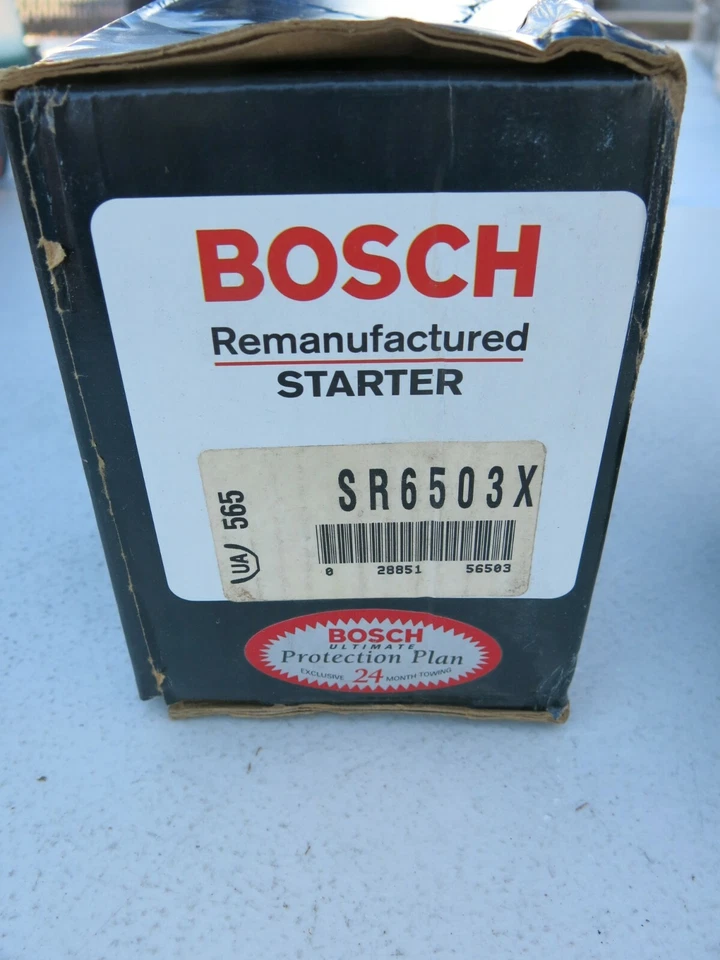 BOSCH
Remanufactured
STARTER
SR6503X
UA 565
0 28851 56503
BOSCH
ULTIMATE
Protection Plan
EXCLUSIVE 24 MONTH TOWING